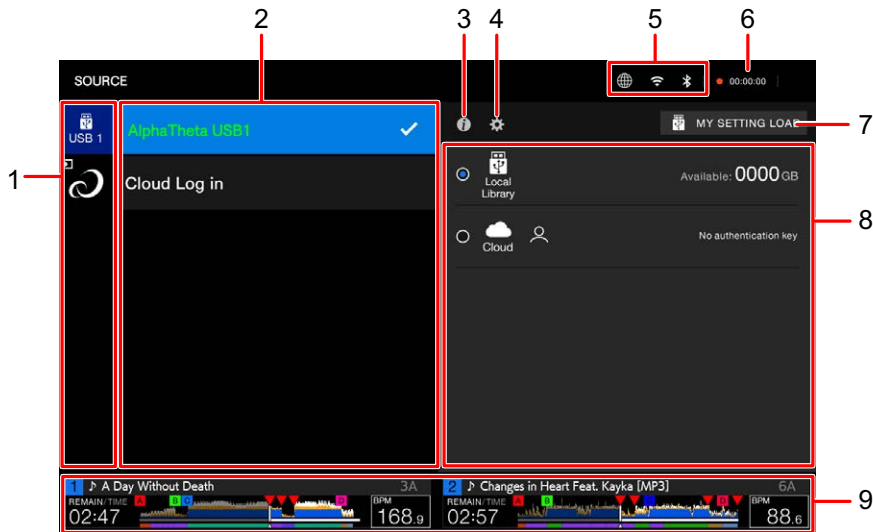 2
3
4
5
6
SOURCE
00:00:00
USB 1
AlphaTheta USB1
MY SETTING LOAD
7
1
Cloud Log in
Local
Library
Available: 0000 GB
8
Cloud
No authentication key
1 ♪ A Day Without Death 3A
REMAIN/TIME
A B C D
02:47
BPM
168.9
2 ♪ Changes in Heart Feat. Kayka [MP3] 6A
REMAIN/TIME
A B C D
02:57
BPM
88.6
9